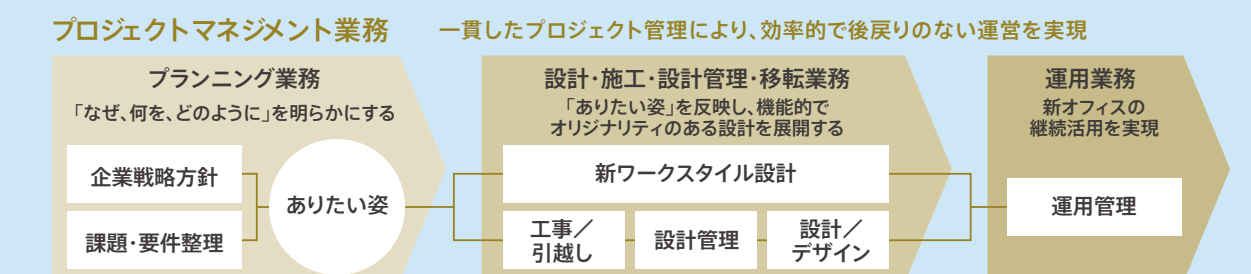 プロジェクトマネジメント業務
一貫したプロジェクト管理により、効率的で後戻りのない運営を実現
プランニング業務
「なぜ、何を、どのように」を明らかにする
企業戦略方針
課題・要件整理
ありたい姿
設計・施工・設計管理・移転業務
「ありたい姿」を反映し、機能的で
オリジナリティのある設計を展開する
新ワークスタイル設計
工事／
引越し
設計管理
設計／
デザイン
運用業務
新オフィスの
継続活用を実現
運用管理